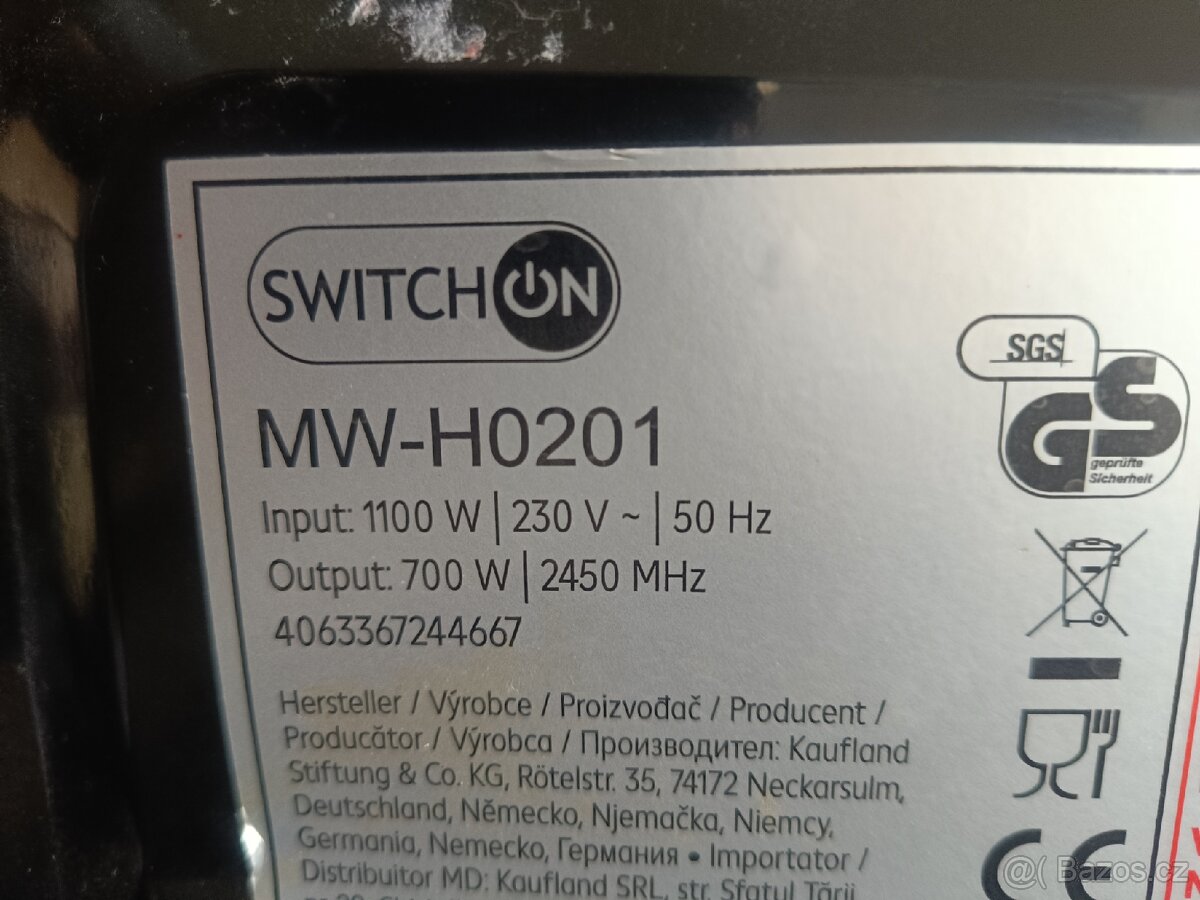 SWITCH ON
MW-H0201
Input: 1100 W | 230 V ~ | 50 Hz
Output: 700 W | 2450 MHz
4063367244667
Hersteller / Výrobce / Proizvođač / Producent /
Producător / Výrobca / Производител: Kaufland
Stiftung & Co. KG, Rötelstr. 35, 74172 Neckarsulm,
Deutschland, Německo, Njemačka, Niemcy,
Germania, Nemecko, Германия • Importator /
Distribuitor MD: Kaufland SRL, str. Sfatul Țării
SGS
GS
geprüfte
Sicherheit
CE
Bazos.cz